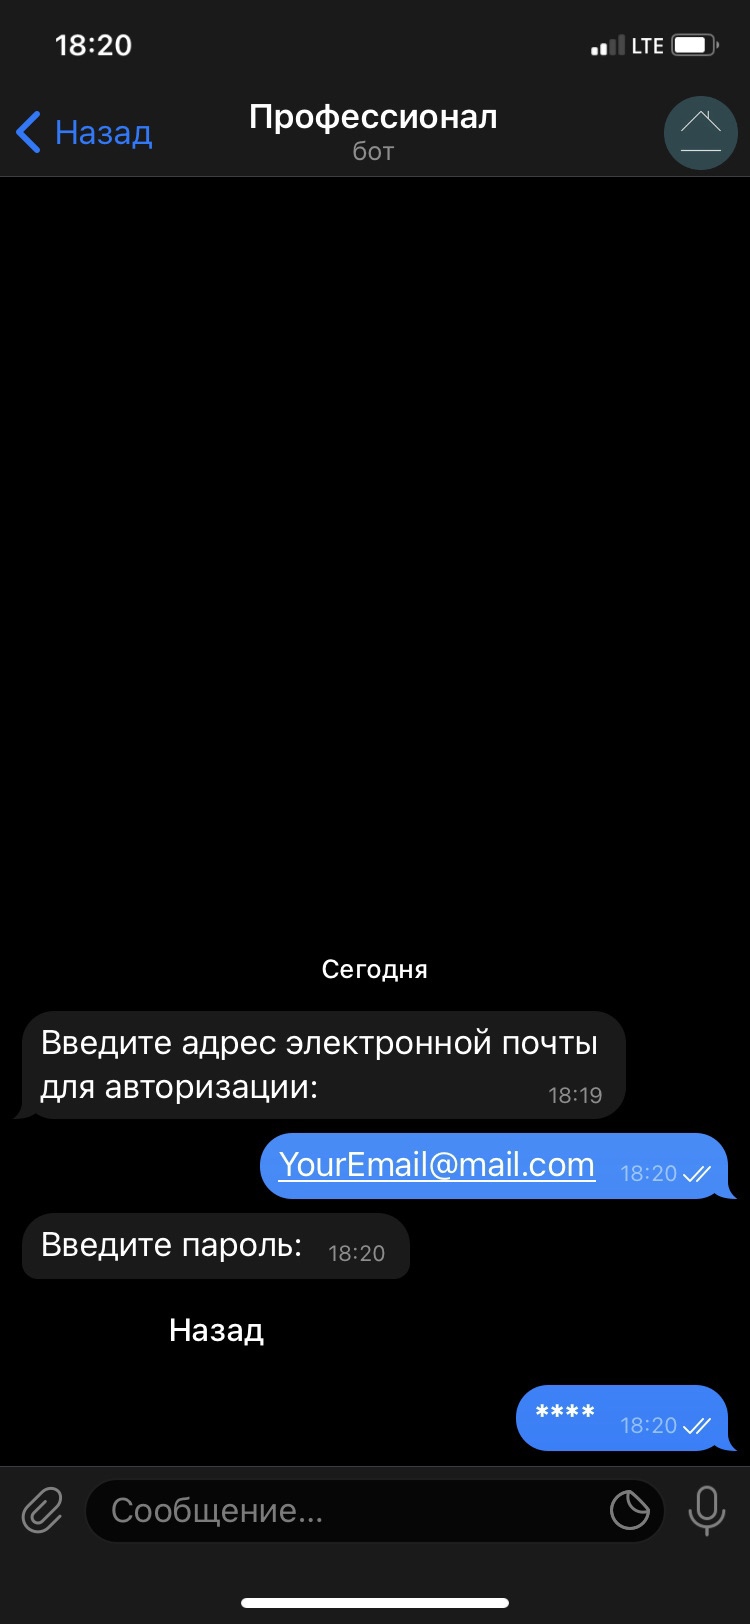 18:20
LTE
Назад
Профессионал
бот
Сегодня
Введите адрес электронной почты
для авторизации:
18:19
YourEmail@mail.com 18:20
Введите пароль: 18:20
Назад
**** 18:20
Сообщение...